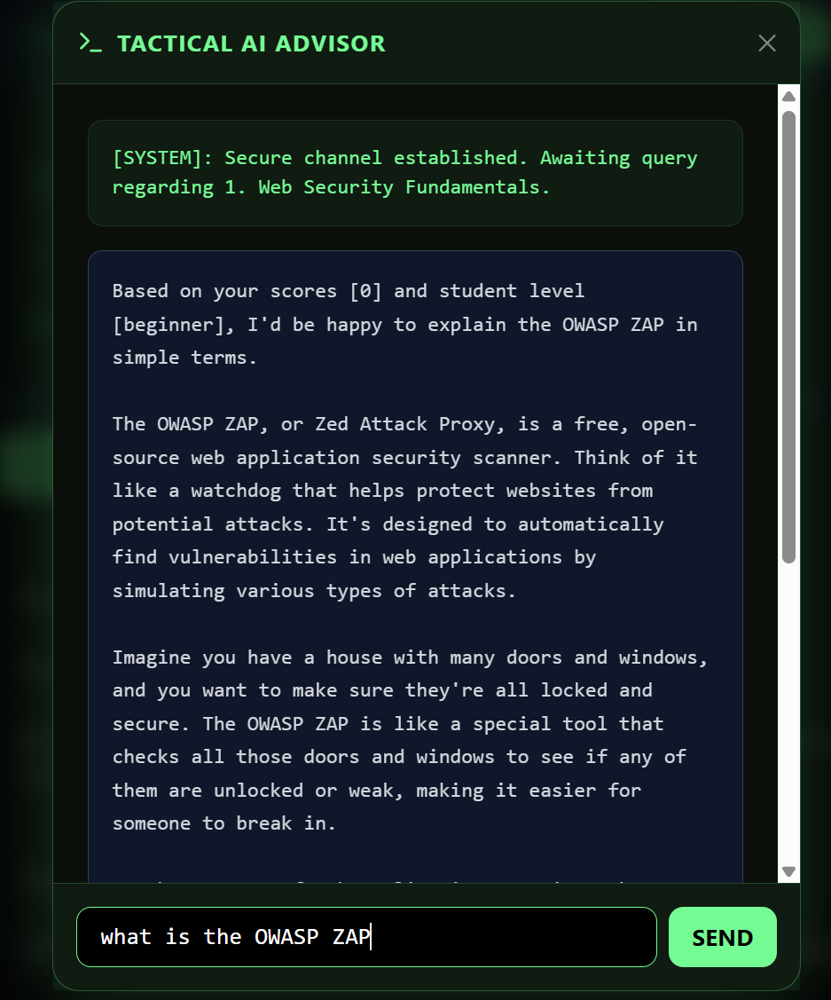 >_ TACTICAL AI ADVISOR
[SYSTEM]: Secure channel established. Awaiting query
regarding 1. Web Security Fundamentals.
Based on your scores [0] and student level
[beginner], I'd be happy to explain the OWASP ZAP in
simple terms.
The OWASP ZAP, or Zed Attack Proxy, is a free, open-
source web application security scanner. Think of it
like a watchdog that helps protect websites from
potential attacks. It's designed to automatically
find vulnerabilities in web applications by
simulating various types of attacks.
Imagine you have a house with many doors and windows,
and you want to make sure they're all locked and
secure. The OWASP ZAP is like a special tool that
checks all those doors and windows to see if any of
them are unlocked or weak, making it easier for
someone to break in.
what is the OWASP ZAP
SEND